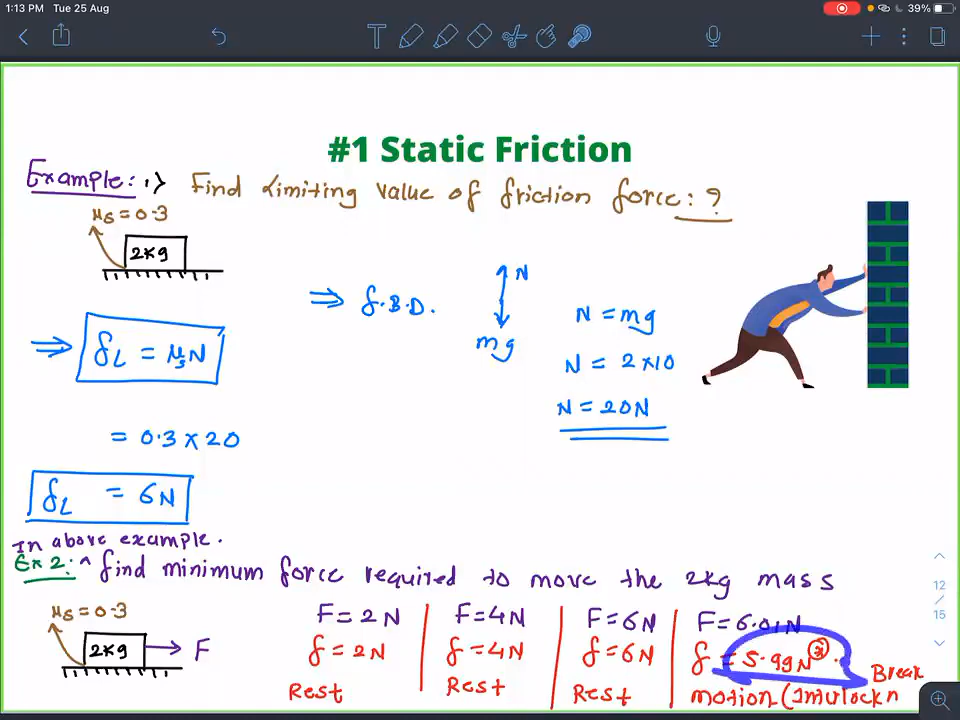 1:13 PM Tue 25 Aug
39%
#1 Static Friction
Example: 1> Find Limiting value of friction force: ?
μs = 0.3
2kg
⇒ f.B.D.
N
mg
N = mg
N = 2 × 10
N = 20N
⇒ fL = μsN
= 0.3 × 20
fL = 6N
In above example.
Ex 2: ^ find minimum force required to move the 2kg mass
μs = 0.3
2kg
F
F = 2N
f = 2N
Rest
F = 4N
f = 4N
Rest
F = 6N
f = 6N
Rest
F = 6.01N
f = 5.99N
Break
motion (Interlockn
12
/
15